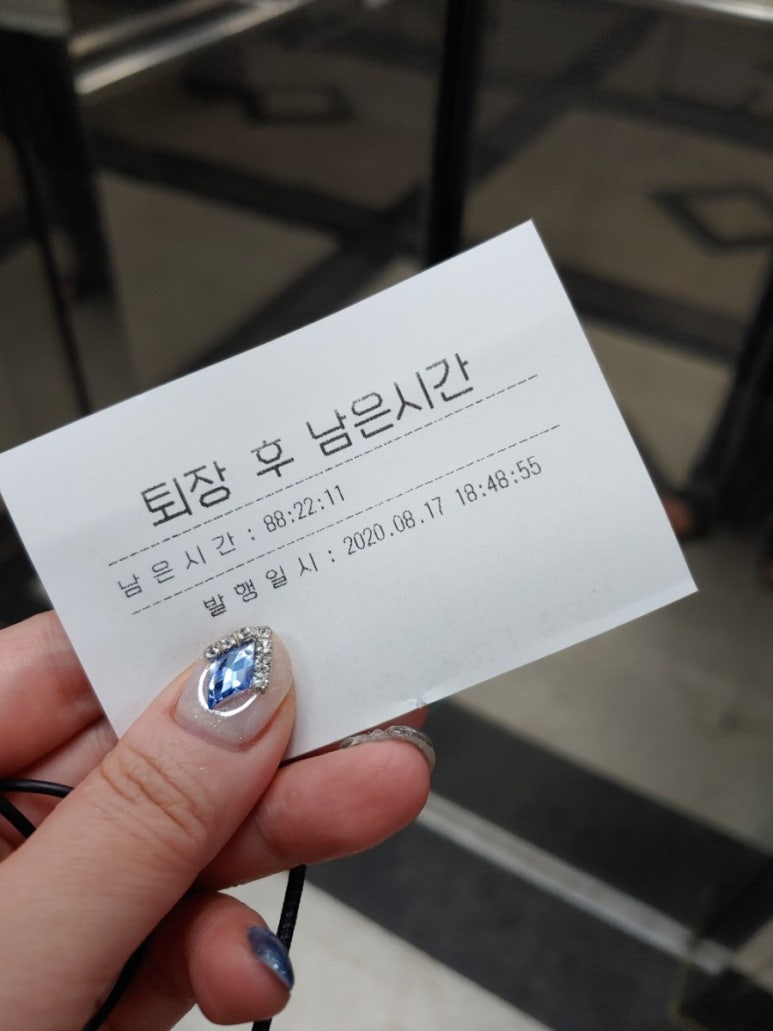 퇴장 후 남은시간
남 은 시 간 : 88:22:11
발 행 일 시 : 2020.08.17 18:48:55